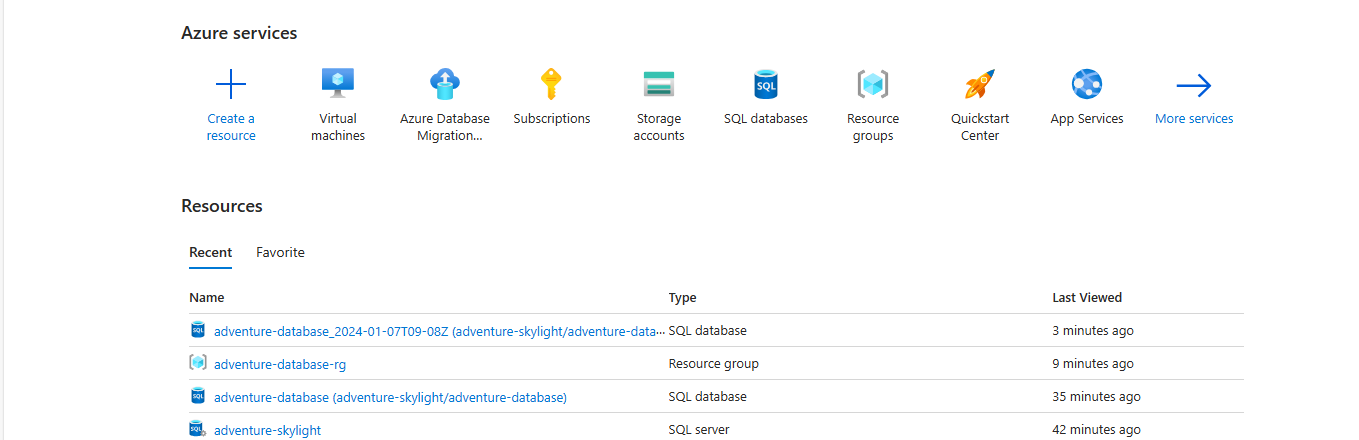 Azure services
Create a resource
Virtual machines
Azure Database Migration...
Subscriptions
Storage accounts
SQL databases
Resource groups
Quickstart Center
App Services
More services
Resources
Recent Favorite
Name Type Last Viewed
adventure-database_2024-01-07T09-08Z (adventure-skylight/adventure-data... SQL database 3 minutes ago
adventure-database-rg Resource group 9 minutes ago
adventure-database (adventure-skylight/adventure-database) SQL database 35 minutes ago
adventure-skylight SQL server 42 minutes ago